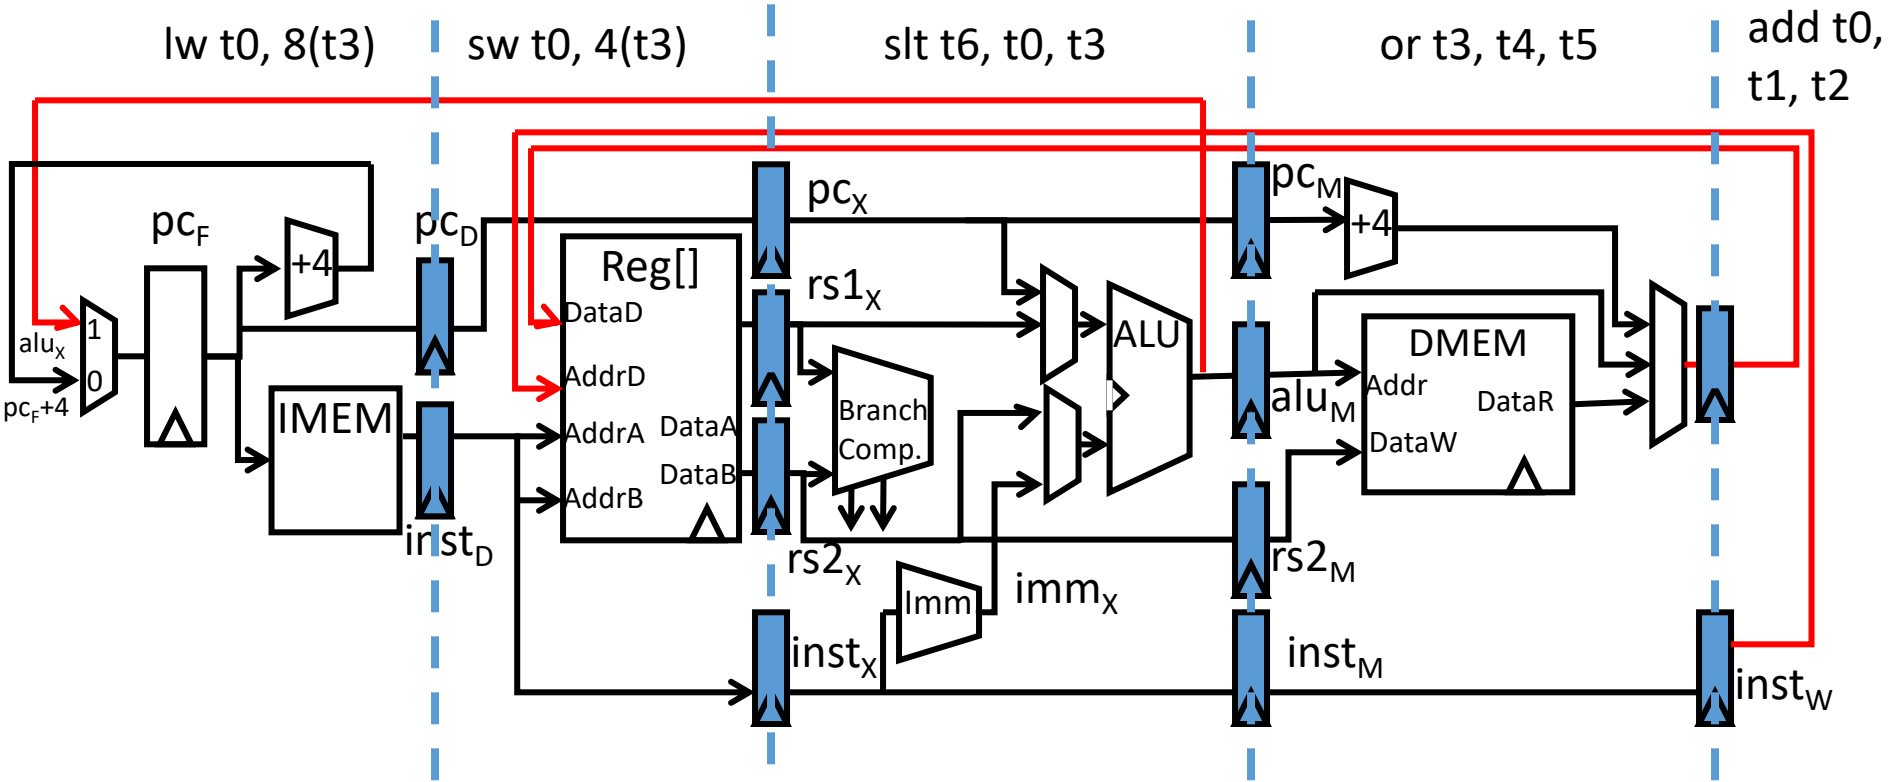 lw t0, 8(t3)
sw t0, 4(t3)
slt t6, t0, t3
or t3, t4, t5
add t0,
t1, t2
pcF
+4
pcD
pcX
pcM
+4
Reg[]
rs1X
DataD
1
aluX
0
pcF+4
ALU
DMEM
AddrD
Addr
DataR
aluM
IMEM
AddrA
DataA
Branch
Comp.
DataW
DataB
AddrB
instD
rs2X
rs2M
Imm
immX
instX
instM
instW